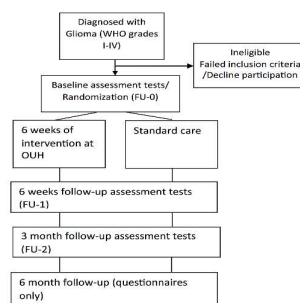 Diagnosed with
Glioma (WHO grades
I-IV)
Ineligible
Failed inclusion criteria
/Decline participation
Baseline assessment tests/
Randomization (FU-0)
6 weeks of
intervention at
OUH
Standard care
6 weeks follow-up assessment tests
(FU-1)
3 month follow-up assessment tests
(FU-2)
6 month follow-up (questionnaires
only)